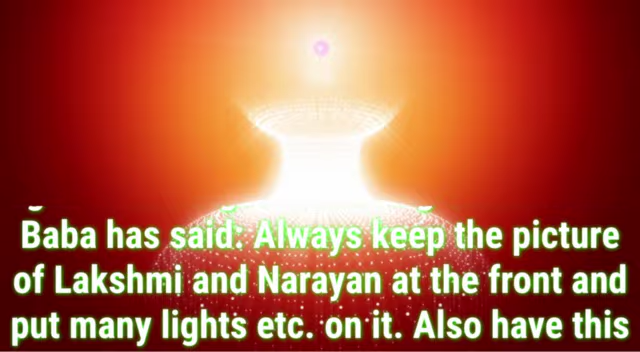 Baba has said: Always keep the picture
of Lakshmi and Narayan at the front and
put many lights etc. on it. Also have this